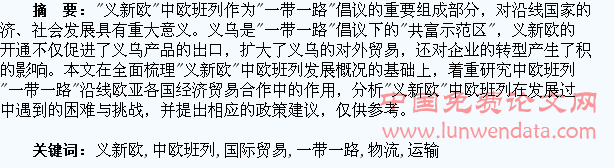 摘　要："义新欧"中欧班列作为"一带一路"倡议的重要组成部分，对沿线国家的
济、社会发展具有重大意义。义乌是"一带一路"倡议下的"共富示范区"，义新欧的
开通不仅促进了义乌产品的出口，扩大了义乌的对外贸易，还对企业的转型产生了积
的影响。本文在全面梳理"义新欧"中欧班列发展概况的基础上，着重研究中欧班列
"一带一路"沿线欧亚各国经济贸易合作中的作用，分析"义新欧"中欧班列在发展过
中遇到的困难与挑战，并提出相应的政策建议，仅供参考。
中国免费论文网
www.lunwendata.com
关键词：义新欧,中欧班列,国际贸易,一带一路,物流,运输